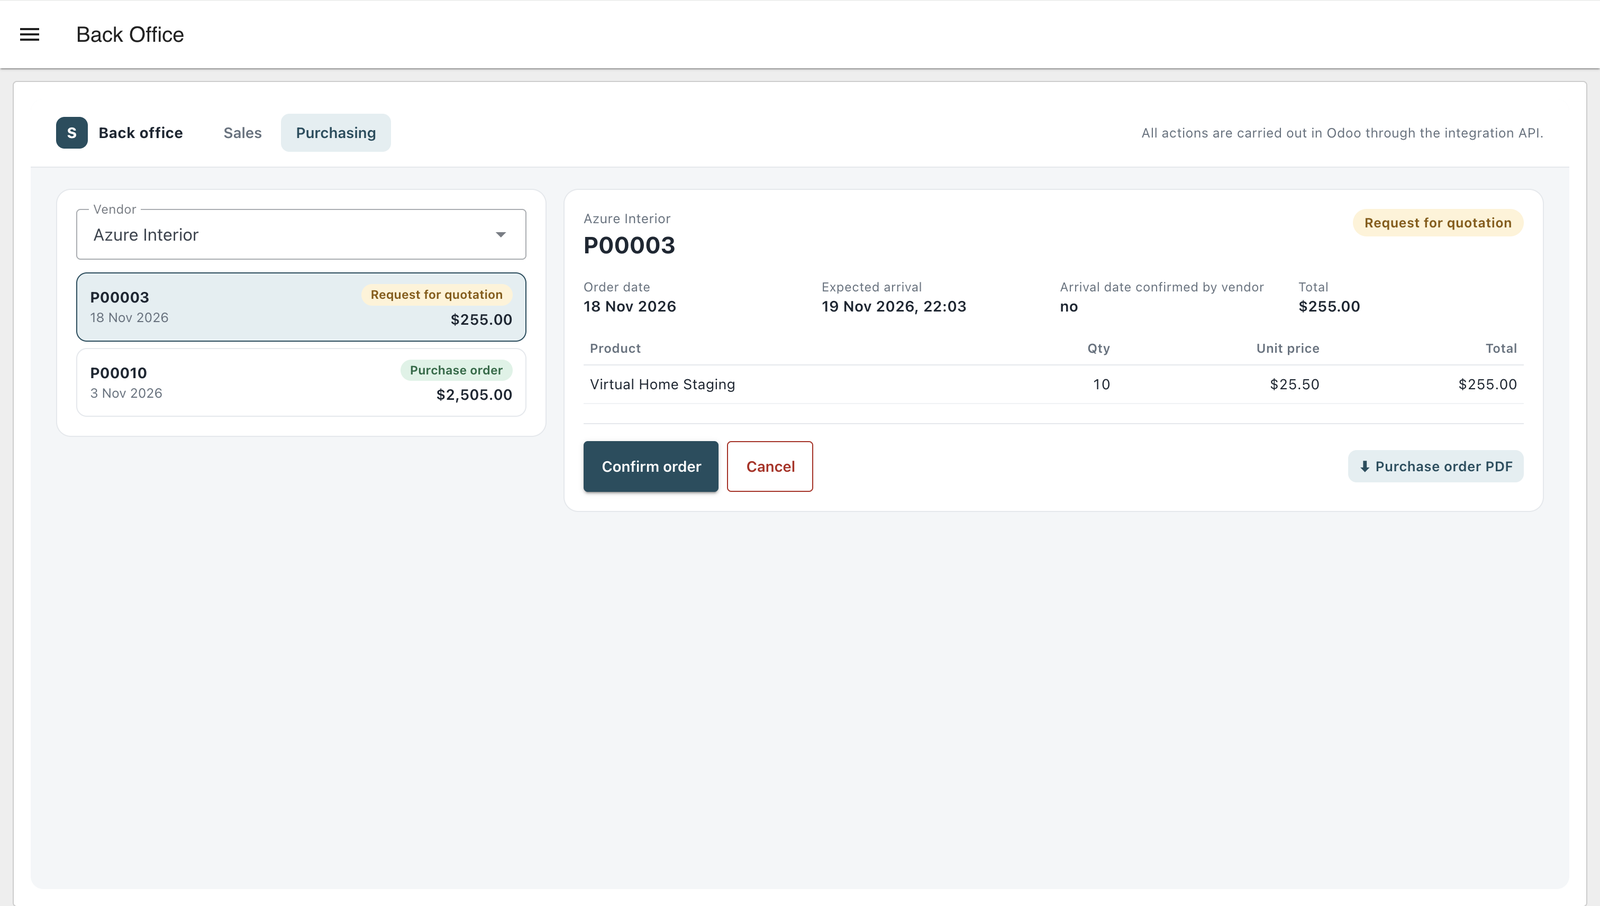 Back Office
S Back office Sales Purchasing All actions are carried out in Odoo through the integration API.
Vendor
Azure Interior
P00003 Request for quotation
18 Nov 2026 $255.00
P00010 Purchase order
3 Nov 2026 $2,505.00
Azure Interior Request for quotation
P00003
Order date Expected arrival Arrival date confirmed by vendor Total
18 Nov 2026 19 Nov 2026, 22:03 no $255.00
Product Qty Unit price Total
Virtual Home Staging 10 $25.50 $255.00
Confirm order Cancel ⬇ Purchase order PDF